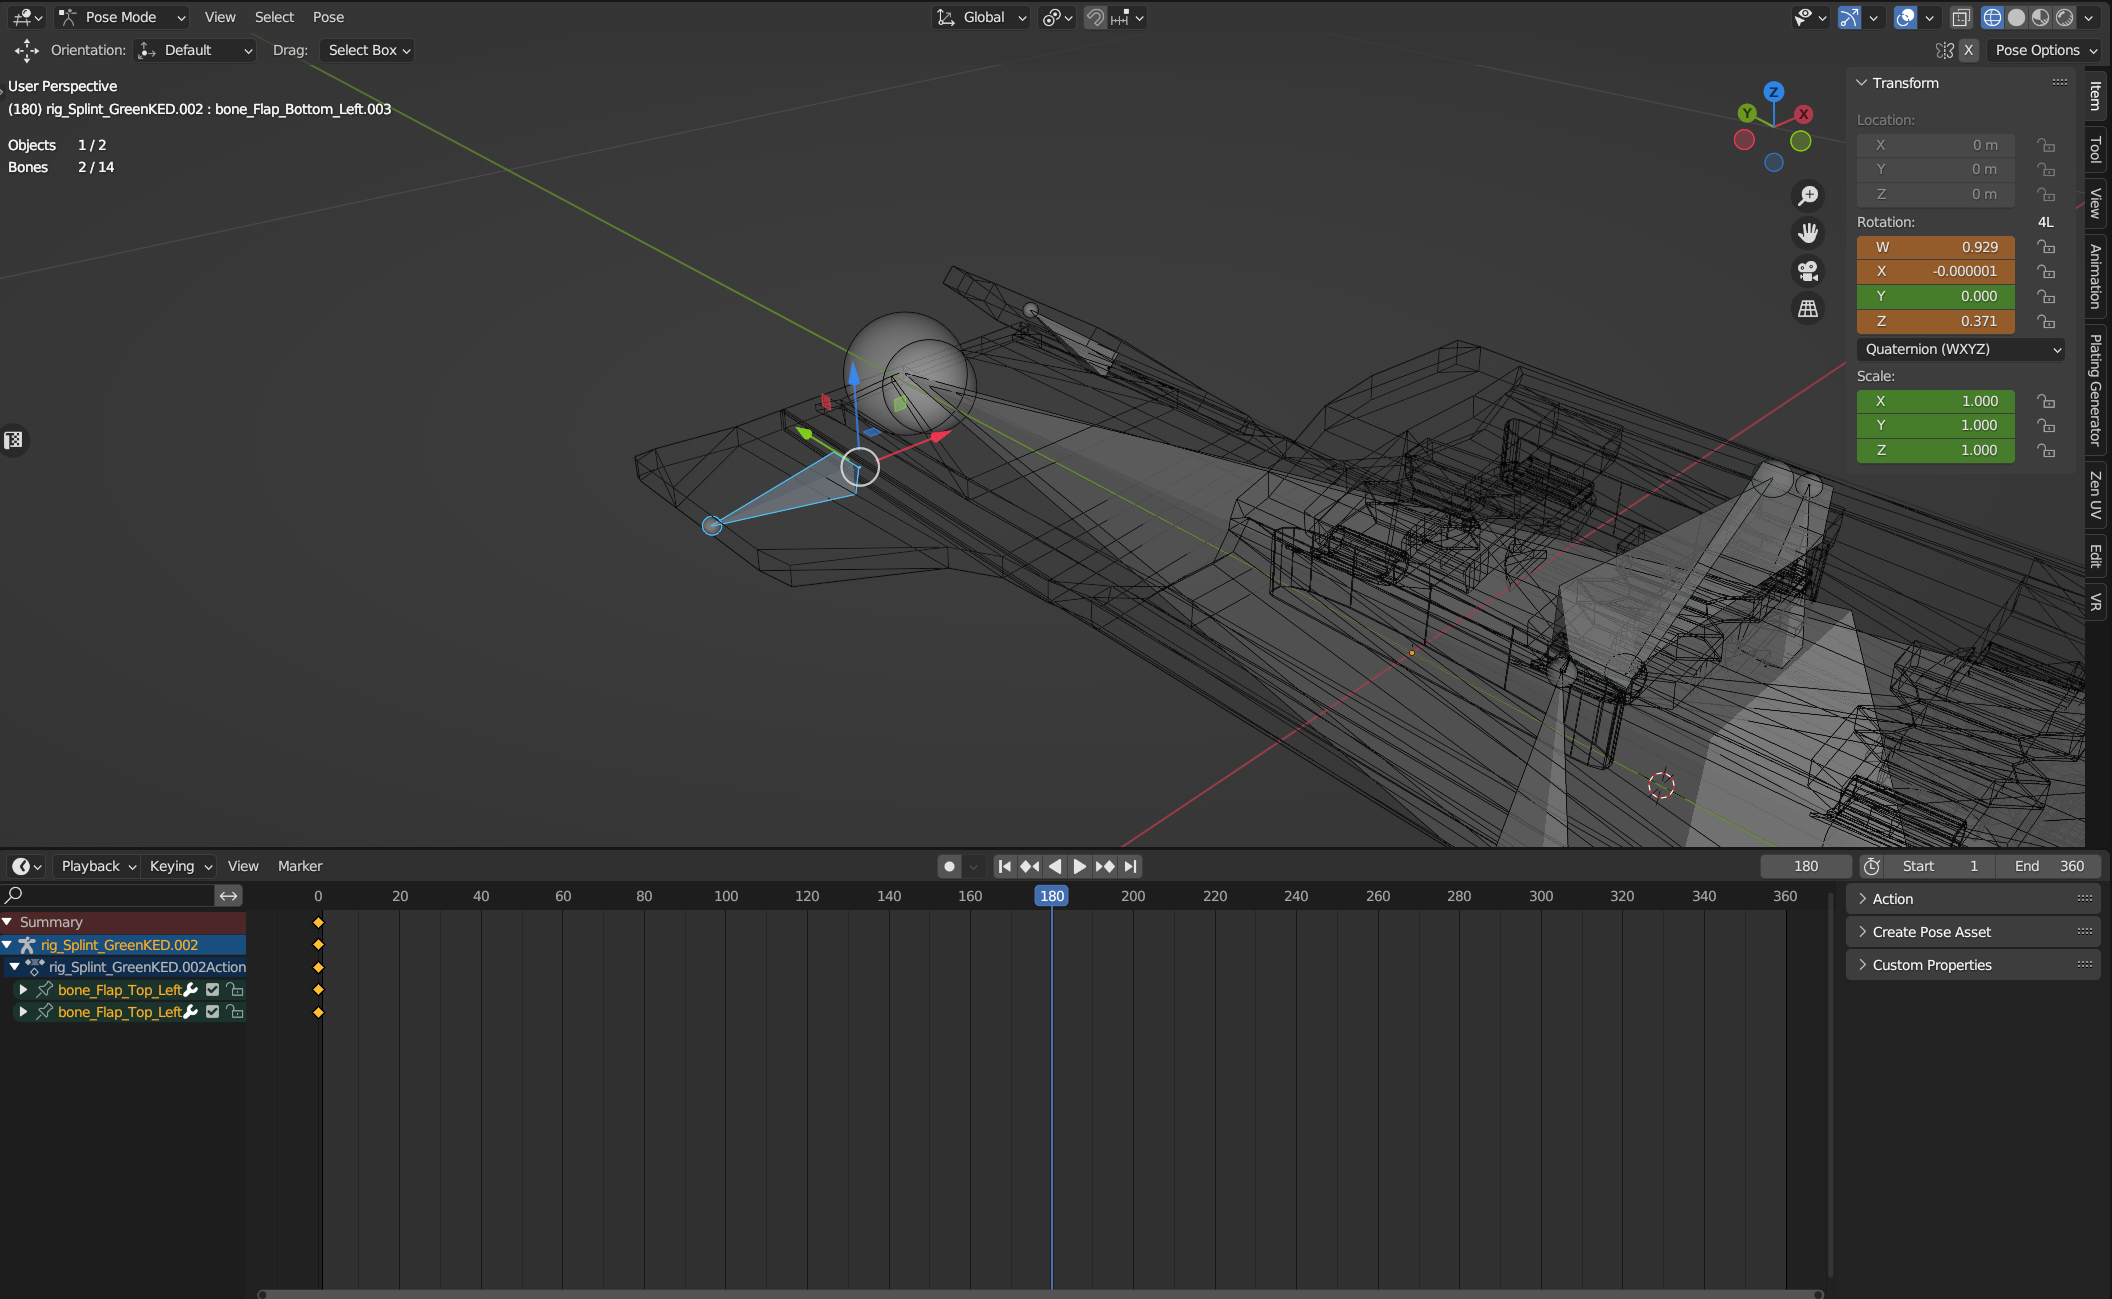 Pose Mode View Select Pose Global
Orientation: Default Drag: Select Box X Pose Options
User Perspective
(180) rig_Splint_GreenKED.002 : bone_Flap_Bottom_Left.003
Objects 1 / 2
Bones 2 / 14
Z
Y
X
Transform
Location:
X 0 m
Y 0 m
Z 0 m
Rotation: 4L
W 0.929
X -0.000001
Y 0.000
Z 0.371
Quaternion (WXYZ)
Scale:
X 1.000
Y 1.000
Z 1.000
Item
Tool
View
Animation
Plating Generator
Zen UV
Edit
VR
Playback Keying View Marker 180 Start 1 End 360
0 20 40 60 80 100 120 140 160 180 200 220 240 260 280 300 320 340 360
Summary
rig_Splint_GreenKED.002
rig_Splint_GreenKED.002Action
bone_Flap_Top_Left
bone_Flap_Top_Left
Action
Create Pose Asset
Custom Properties